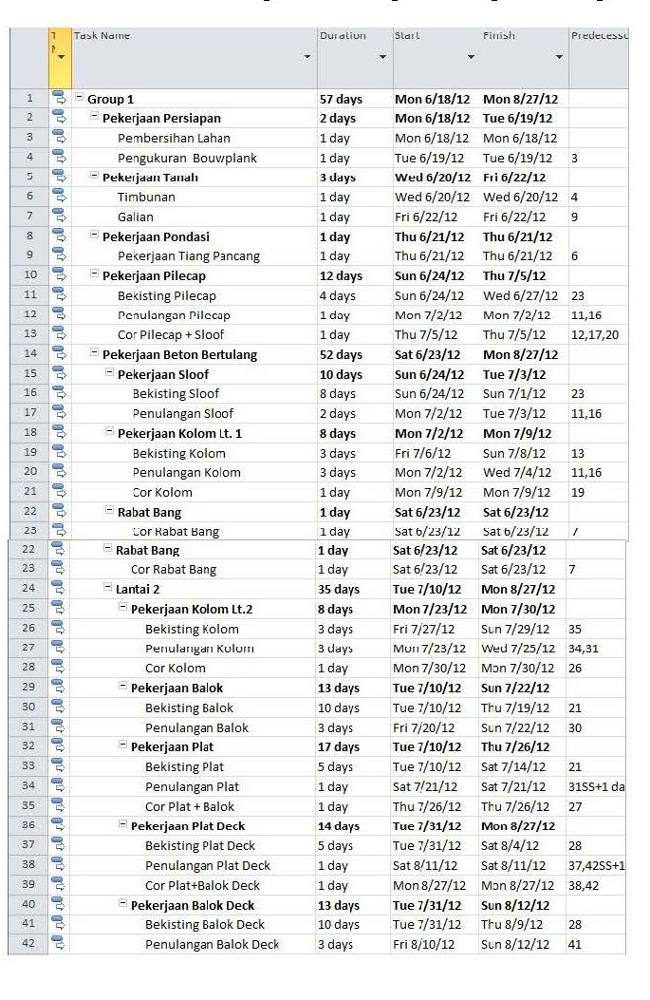 T Task Name Duration Start Finish Predecesso
1 Group 1 57 days Mon 6/18/12 Mon 8/27/12
2 Pekerjaan Persiapan 2 days Mon 6/18/12 Tue 6/19/12
3 Pembersihan Lahan 1 day Mon 6/18/12 Mon 6/18/12
4 Pengukuran Bouwplank 1 day Tue 6/19/12 Tue 6/19/12 3
5 Pekerjaan Tanah 3 days Wed 6/20/12 Fri 6/22/12
6 Timbunan 1 day Wed 6/20/12 Wed 6/20/12 4
7 Galian 1 day Fri 6/22/12 Fri 6/22/12 9
8 Pekerjaan Pondasi 1 day Thu 6/21/12 Thu 6/21/12
9 Pekerjaan Tiang Pancang 1 day Thu 6/21/12 Thu 6/21/12 6
10 Pekerjaan Pilecap 12 days Sun 6/24/12 Thu 7/5/12
11 Bekisting Pilecap 4 days Sun 6/24/12 Wed 6/27/12 23
12 Penulangan Pilecap 1 day Mon 7/2/12 Mon 7/2/12 11,16
13 Cor Pilecap + Sloof 1 day Thu 7/5/12 Thu 7/5/12 12,17,20
14 Pekerjaan Beton Bertulang 52 days Sat 6/23/12 Mon 8/27/12
15 Pekerjaan Sloof 10 days Sun 6/24/12 Tue 7/3/12
16 Bekisting Sloof 8 days Sun 6/24/12 Sun 7/1/12 23
17 Penulangan Sloof 2 days Mon 7/2/12 Tue 7/3/12 11,16
18 Pekerjaan Kolom Lt. 1 8 days Mon 7/2/12 Mon 7/9/12
19 Bekisting Kolom 3 days Fri 7/6/12 Sun 7/8/12 13
20 Penulangan Kolom 3 days Mon 7/2/12 Wed 7/4/12 11,16
21 Cor Kolom 1 day Mon 7/9/12 Mon 7/9/12 19
22 Rabat Bang 1 day Sat 6/23/12 Sat 6/23/12
23 Cor Rabat Bang 1 day Sat 6/23/12 Sat 6/23/12 7
22 Rabat Bang 1 day Sat 6/23/12 Sat 6/23/12
23 Cor Rabat Bang 1 day Sat 6/23/12 Sat 6/23/12 7
24 Lantai 2 35 days Tue 7/10/12 Mon 8/27/12
25 Pekerjaan Kolom Lt.2 8 days Mon 7/23/12 Mon 7/30/12
26 Bekisting Kolom 3 days Fri 7/27/12 Sun 7/29/12 35
27 Penulangan Kolom 3 days Mon 7/23/12 Wed 7/25/12 34,31
28 Cor Kolom 1 day Mon 7/30/12 Mon 7/30/12 26
29 Pekerjaan Balok 13 days Tue 7/10/12 Sun 7/22/12
30 Bekisting Balok 10 days Tue 7/10/12 Thu 7/19/12 21
31 Penulangan Balok 3 days Fri 7/20/12 Sun 7/22/12 30
32 Pekerjaan Plat 17 days Tue 7/10/12 Thu 7/26/12
33 Bekisting Plat 5 days Tue 7/10/12 Sat 7/14/12 21
34 Penulangan Plat 1 day Sat 7/21/12 Sat 7/21/12 31SS+1 da
35 Cor Plat + Balok 1 day Thu 7/26/12 Thu 7/26/12 27
36 Pekerjaan Plat Deck 14 days Tue 7/31/12 Mon 8/27/12
37 Bekisting Plat Deck 5 days Tue 7/31/12 Sat 8/4/12 28
38 Penulangan Plat Deck 1 day Sat 8/11/12 Sat 8/11/12 37,42SS+1
39 Cor Plat+Balok Deck 1 day Mon 8/27/12 Mon 8/27/12 38,42
40 Pekerjaan Balok Deck 13 days Tue 7/31/12 Sun 8/12/12
41 Bekisting Balok Deck 10 days Tue 7/31/12 Thu 8/9/12 28
42 Penulangan Balok Deck 3 days Fri 8/10/12 Sun 8/12/12 41